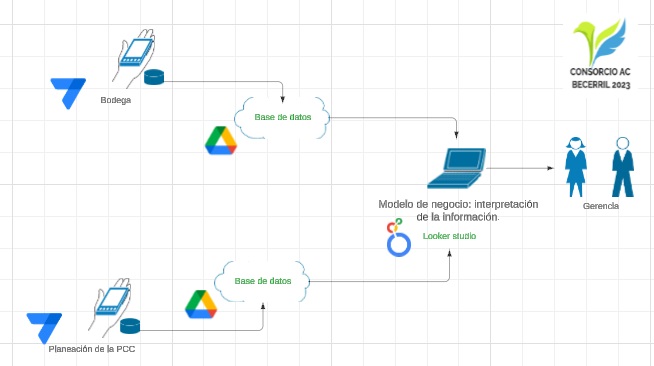 CONSORCIO AC
BECERRIL 2023
Bodega
Base de datos
Modelo de negocio: interpretación
de la información.
Gerencia
Looker studio
Base de datos
Planeación de la PCC